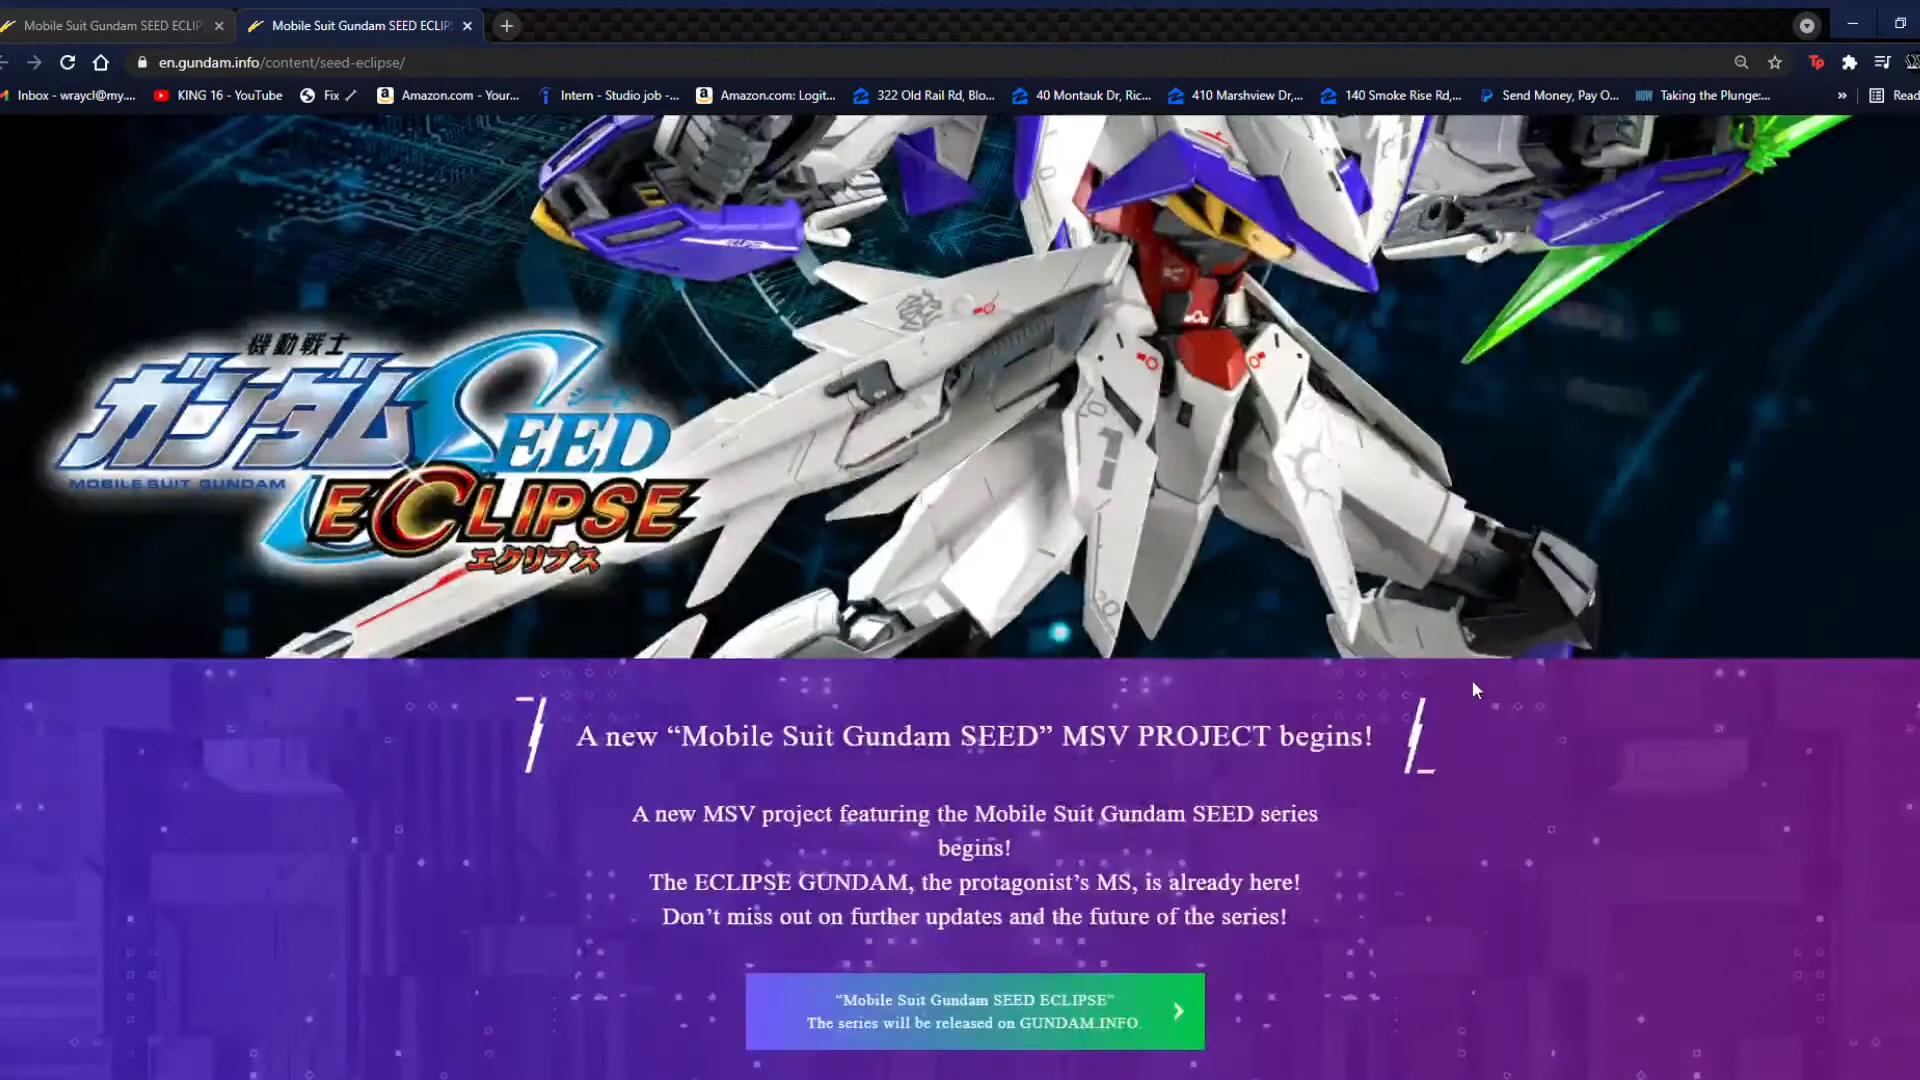 Mobile Suit Gundam SEED ECLIP
Mobile Suit Gundam SEED ECLIP
en.gundam.info/content/seed-eclipse/
Inbox - wraycl@my....
KING 16 - YouTube
Fix
Amazon.com - Your...
Intern - Studio job -...
Amazon.com: Logit...
322 Old Rail Rd, Blo...
40 Montauk Dr, Ric...
410 Marshview Dr,...
140 Smoke Rise Rd,...
Send Money, Pay O...
HOW
Taking the Plunge:...
»
Read
機動戦士
ガンダム SEED
シード
MOBILE SUIT GUNDAM
ECLIPSE
エクリプス
A new “Mobile Suit Gundam SEED” MSV PROJECT begins!
A new MSV project featuring the Mobile Suit Gundam SEED series
begins!
The ECLIPSE GUNDAM, the protagonist’s MS, is already here!
Don’t miss out on further updates and the future of the series!
“Mobile Suit Gundam SEED ECLIPSE”
The series will be released on GUNDAM.INFO.